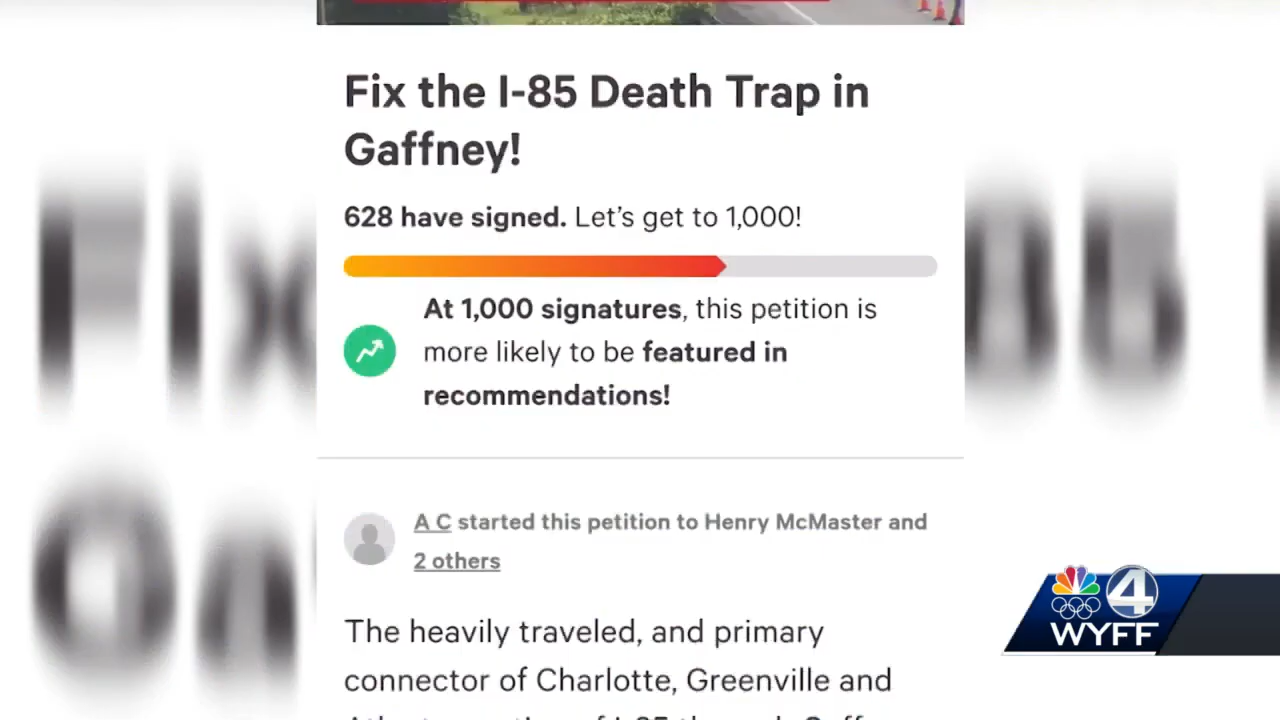 Fix the I-85 Death Trap in
Gaffney!
628 have signed. Let's get to 1,000!
At 1,000 signatures, this petition is
more likely to be featured in
recommendations!
A C started this petition to Henry McMaster and
2 others
The heavily traveled, and primary
connector of Charlotte, Greenville and
4
WYFF